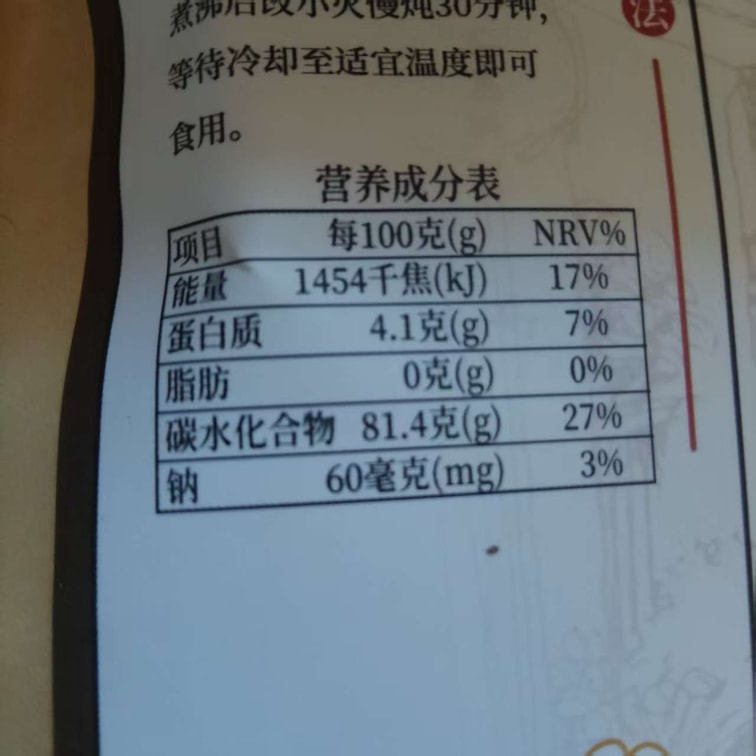 煮沸后改小火慢炖30分钟，
法
等待冷却至适宜温度即可
食用。
营养成分表
项目 每100克(g) NRV%
能量 1454千焦(kJ) 17%
蛋白质 4.1克(g) 7%
脂肪 0克(g) 0%
碳水化合物 81.4克(g) 27%
钠 60毫克(mg) 3%